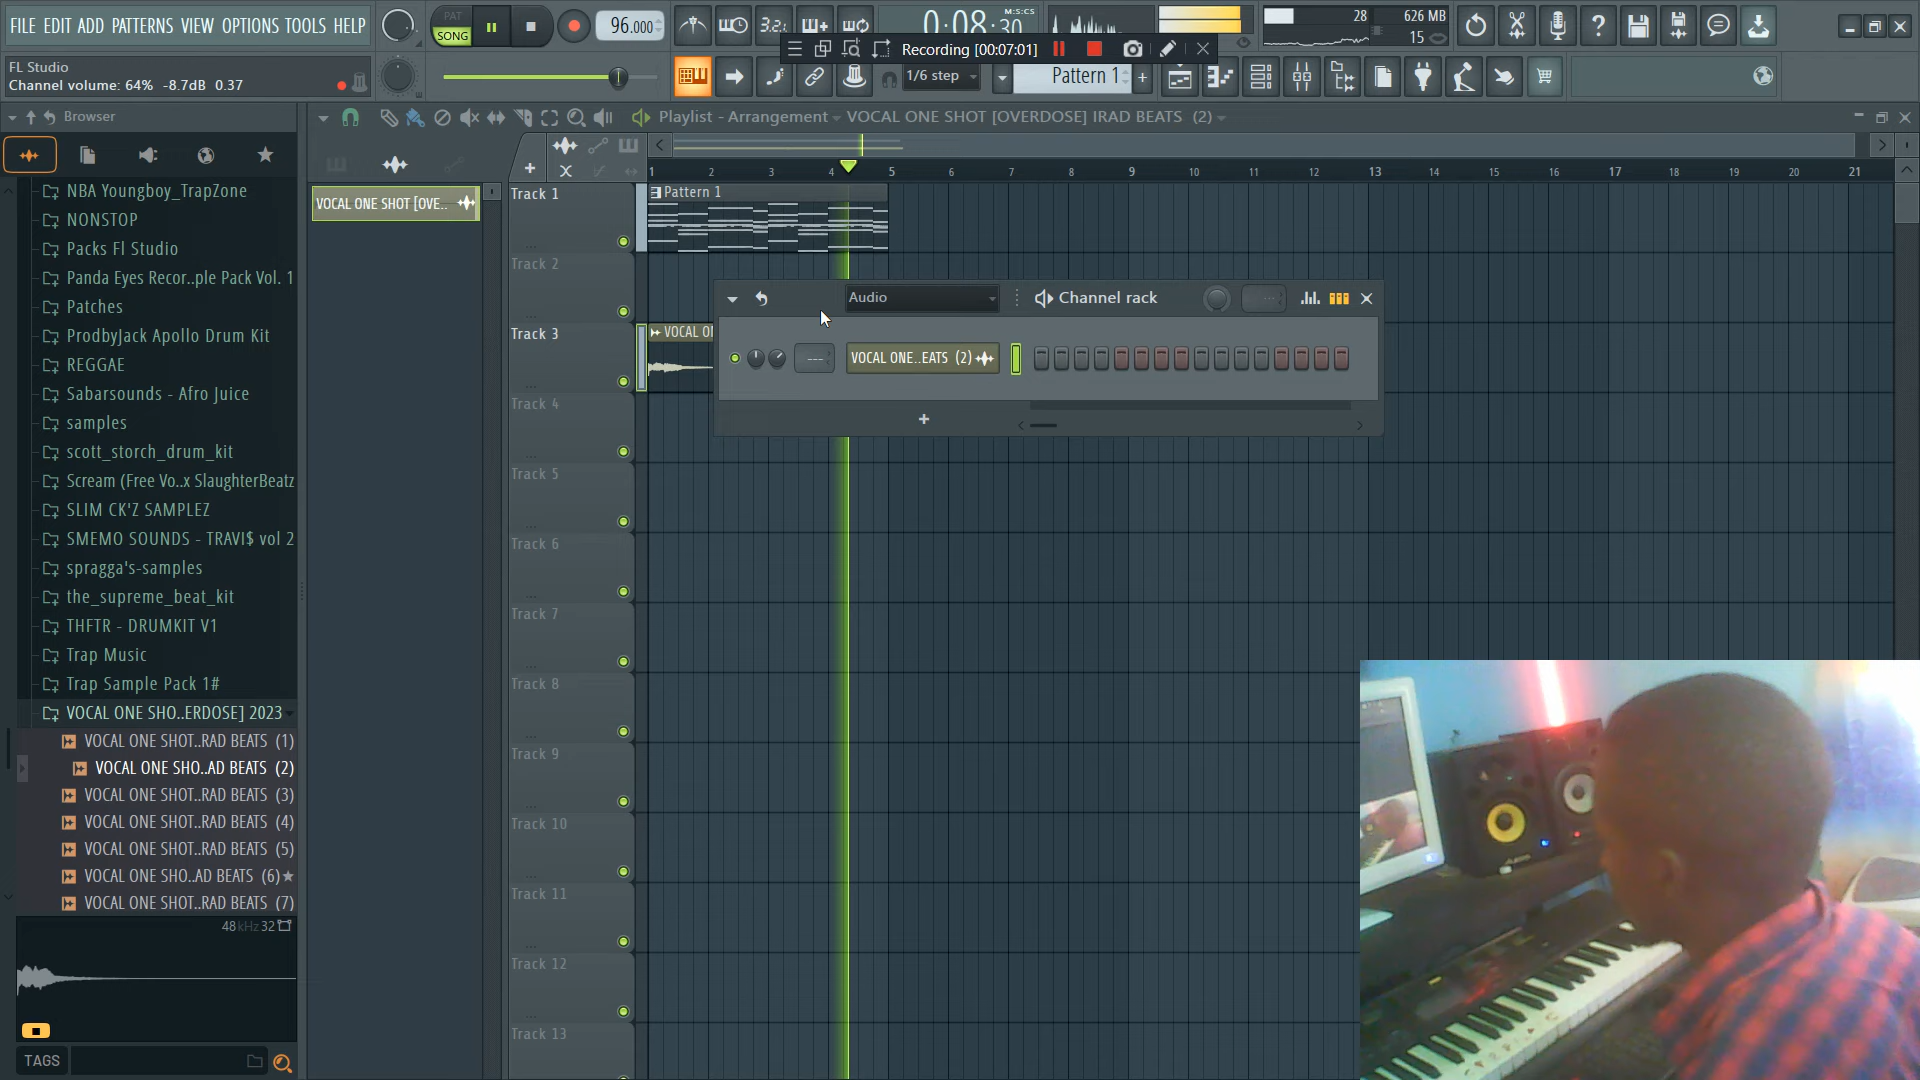 FILE EDIT ADD PATTERNS VIEW OPTIONS TOOLS HELP
PAT
SONG
96.000
3.2.
0:08:30
M:S:CS
28
626 MB
15
FL Studio
Channel volume: 64% -8.7dB 0.37
Recording [00:07:01]
1/6 step
Pattern 1
Browser
Playlist - Arrangement
VOCAL ONE SHOT [OVERDOSE] IRAD BEATS (2)
1 2 3 4 5 6 7 8 9 10 11 12 13 14 15 16 17 18 19 20 21
NBA Youngboy_TrapZone
NONSTOP
Packs Fl Studio
Panda Eyes Recor..ple Pack Vol. 1
Patches
ProdbyJack Apollo Drum Kit
REGGAE
Sabarsounds - Afro Juice
samples
scott_storch_drum_kit
Scream (Free Vo..x SlaughterBeatz
SLIM CK'Z SAMPLEZ
SMEMO SOUNDS - TRAVI$ vol 2
spragga's-samples
the_supreme_beat_kit
THFTR - DRUMKIT V1
Trap Music
Trap Sample Pack 1#
VOCAL ONE SHO..ERDOSE] 2023
VOCAL ONE SHOT..RAD BEATS (1)
VOCAL ONE SHO..AD BEATS (2)
VOCAL ONE SHOT..RAD BEATS (3)
VOCAL ONE SHOT..RAD BEATS (4)
VOCAL ONE SHOT..RAD BEATS (5)
VOCAL ONE SHO..AD BEATS (6)
VOCAL ONE SHOT..RAD BEATS (7)
48kHz 32
TAGS
VOCAL ONE SHOT [OVE..
Track 1
Track 2
Track 3
Track 4
Track 5
Track 6
Track 7
Track 8
Track 9
Track 10
Track 11
Track 12
Track 13
Pattern 1
VOCAL ON
Audio
Channel rack
---
VOCAL ONE..EATS (2)